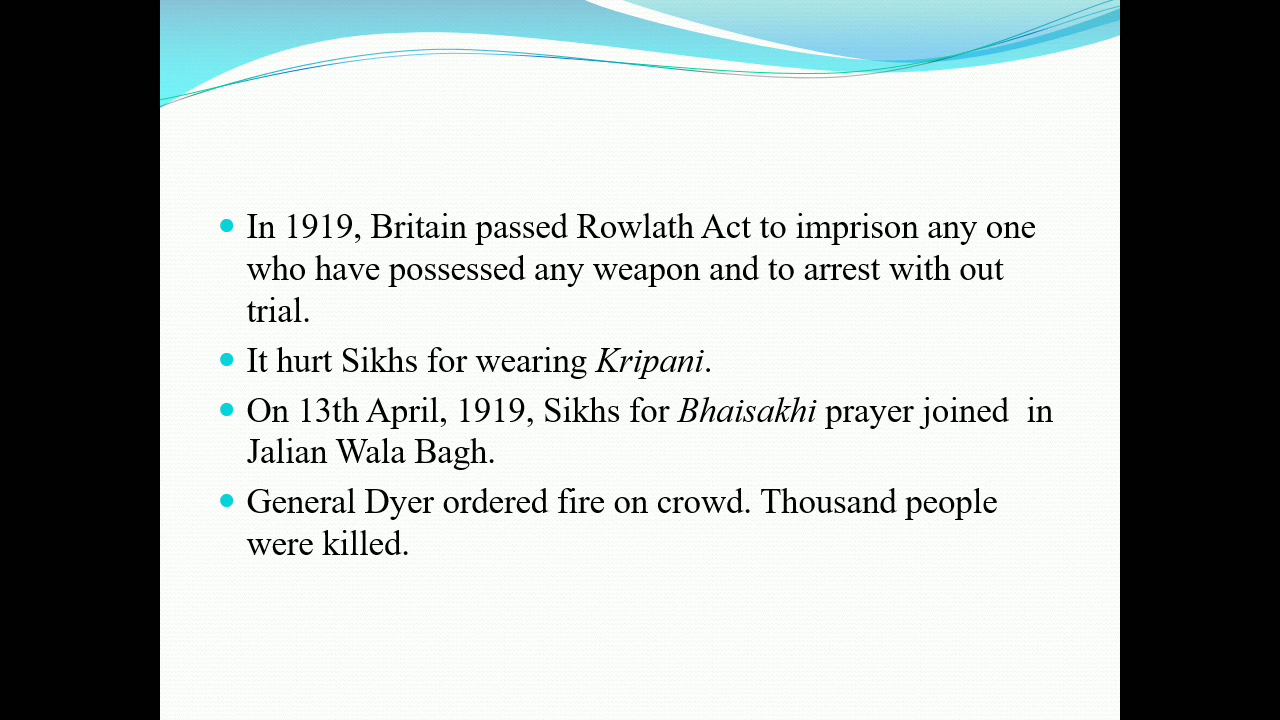 In 1919, Britain passed Rowlath Act to imprison any one
who have possessed any weapon and to arrest with out
trial.
It hurt Sikhs for wearing Kripani.
On 13th April, 1919, Sikhs for Bhaisakhi prayer joined  in
Jalian Wala Bagh.
General Dyer ordered fire on crowd. Thousand people
were killed.